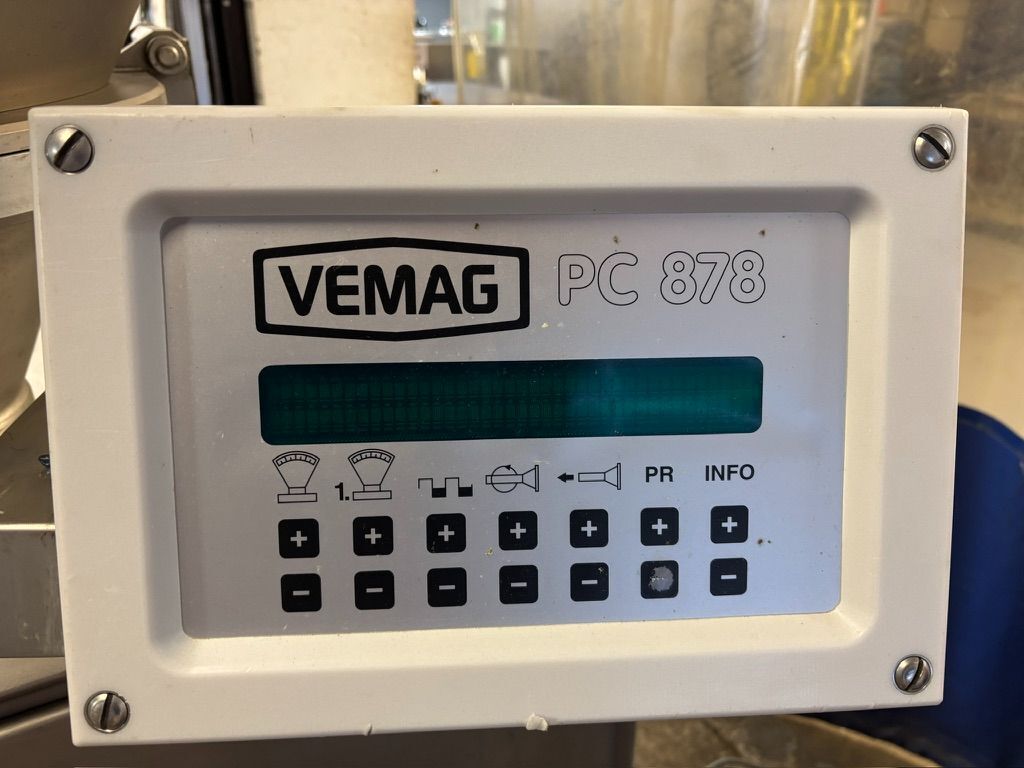 VEMAG PC 878
1. PR INFO
+ + + + + + +
- - - - - -